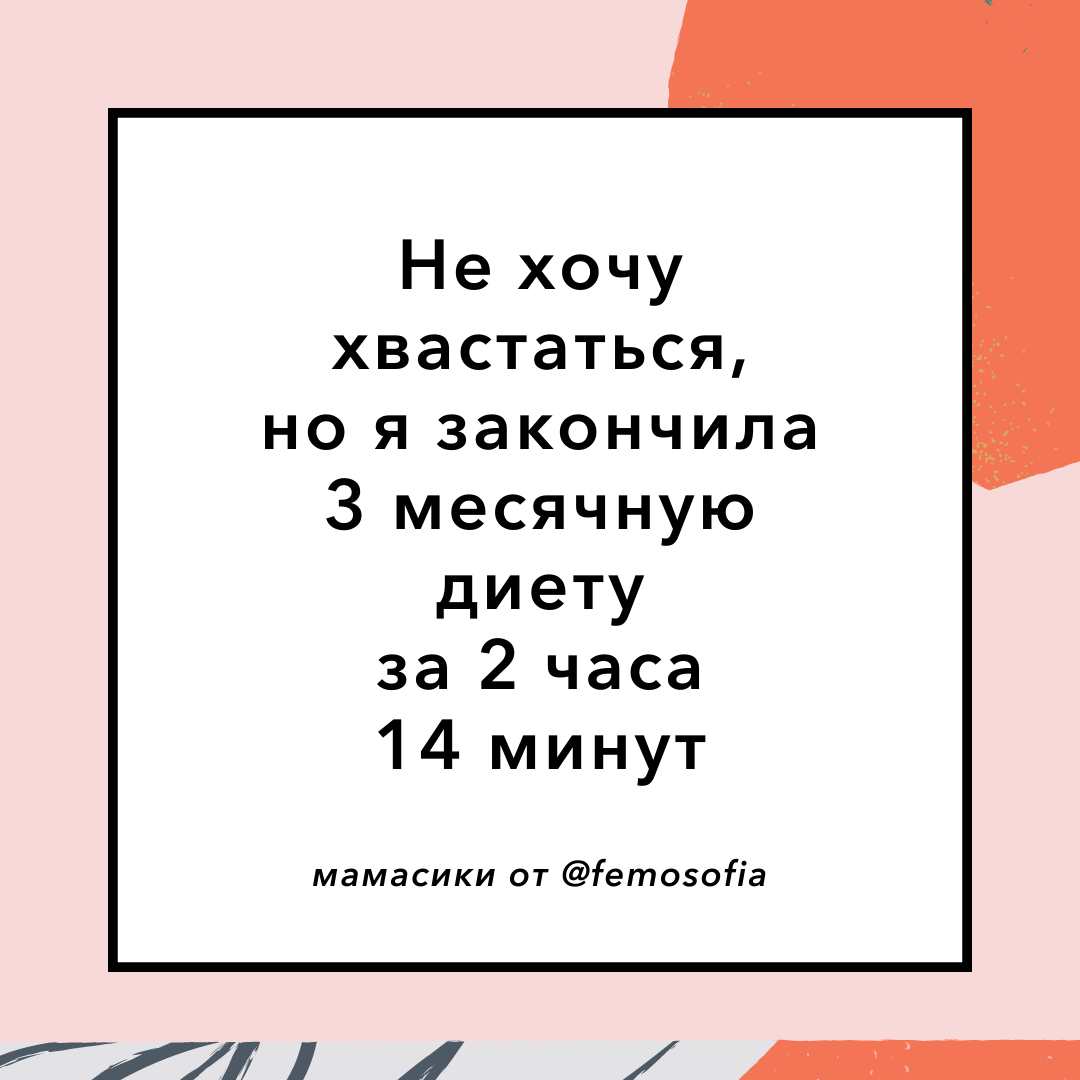 Не хочу
хвастаться,
но я закончила
3 месячную
диету
за 2 часа
14 минут
мамасики от @femosofia